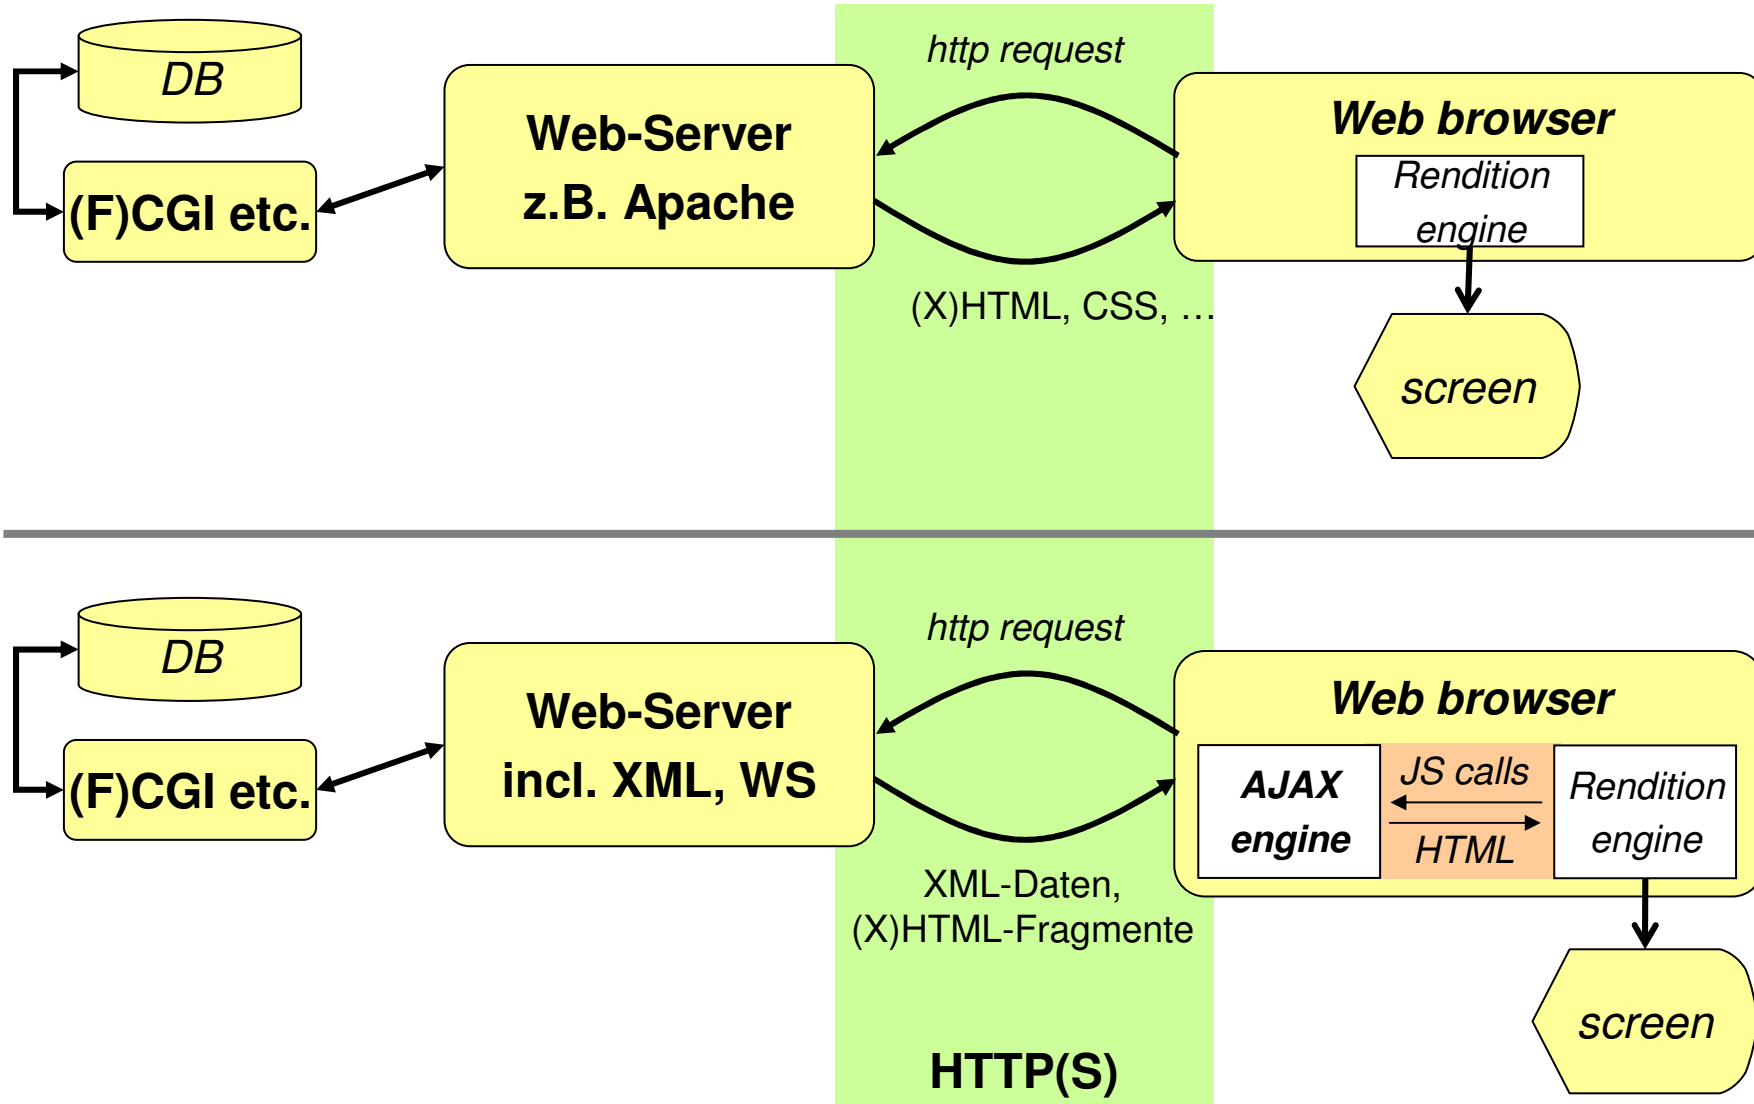 http request
DB
Web-Server
z.B. Apache
Web browser
Rendition
engine
(F)CGI etc.
(X)HTML, CSS, …
screen
http request
DB
Web-Server
incl. XML, WS
Web browser
(F)CGI etc.
AJAX
engine
JS calls
HTML
Rendition
engine
XML-Daten,
(X)HTML-Fragmente
screen
HTTP(S)